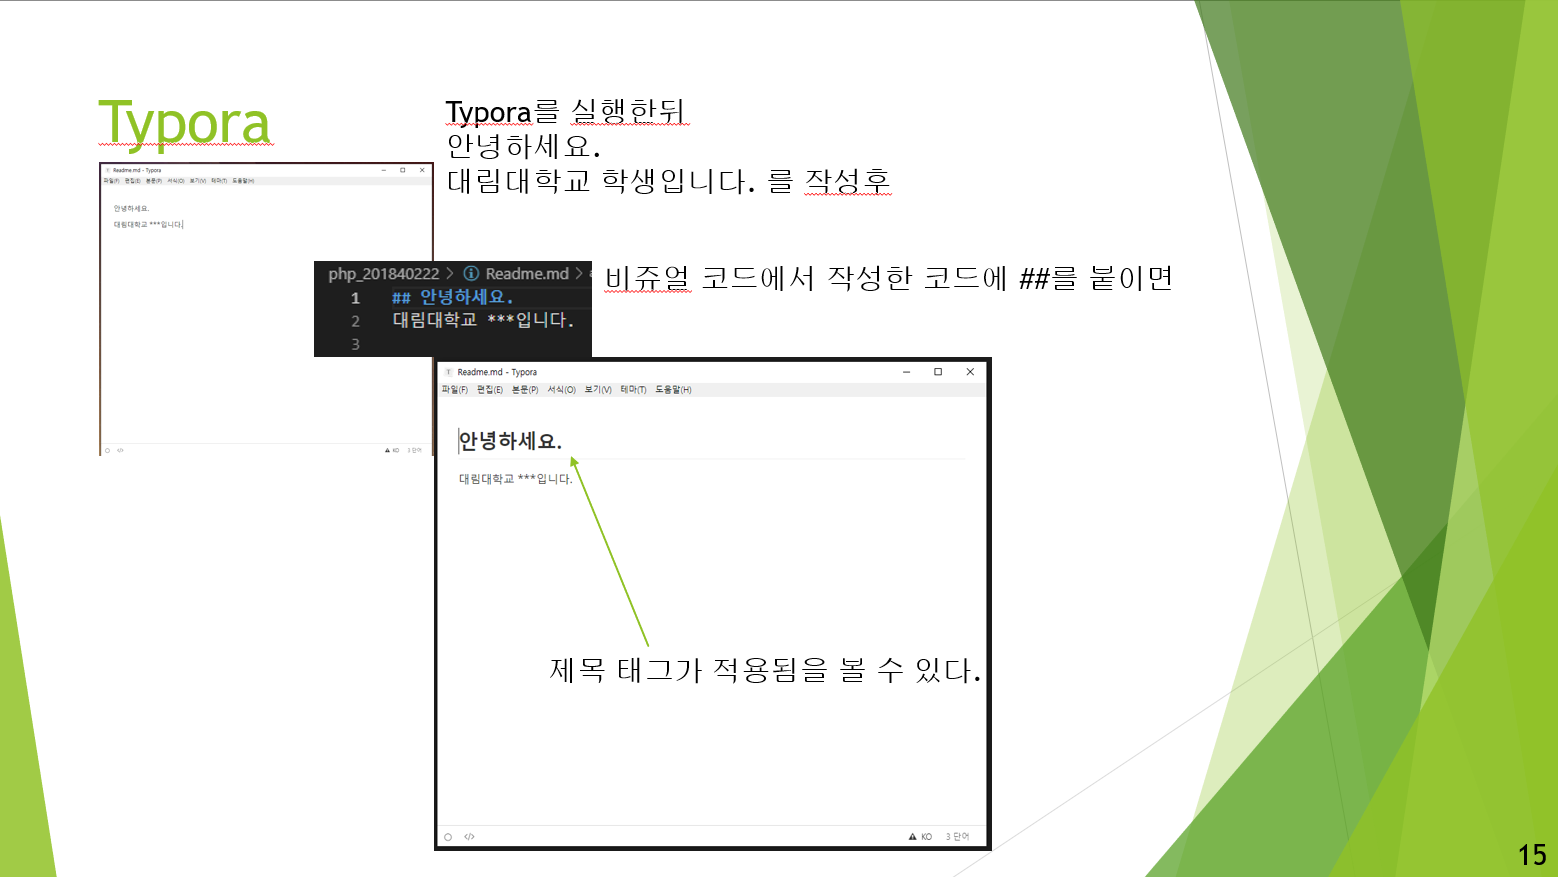 Typora
Typora를 실행한뒤
안녕하세요.
대림대학교 학생입니다. 를 작성후
Readme.md - Typora
파일(F) 편집(E) 본문(P) 서식(O) 보기(V) 테마(T) 도움말(H)
안녕하세요.
대림대학교 ***입니다.
KO 3 단어
php_201840222 > Readme.md >
1 ## 안녕하세요.
2 대림대학교 ***입니다.
3
비쥬얼 코드에서 작성한 코드에 ##를 붙이면
Readme.md - Typora
파일(F) 편집(E) 본문(P) 서식(O) 보기(V) 테마(T) 도움말(H)
안녕하세요.
대림대학교 ***입니다.
제목 태그가 적용됨을 볼 수 있다.
</> KO 3 단어
15